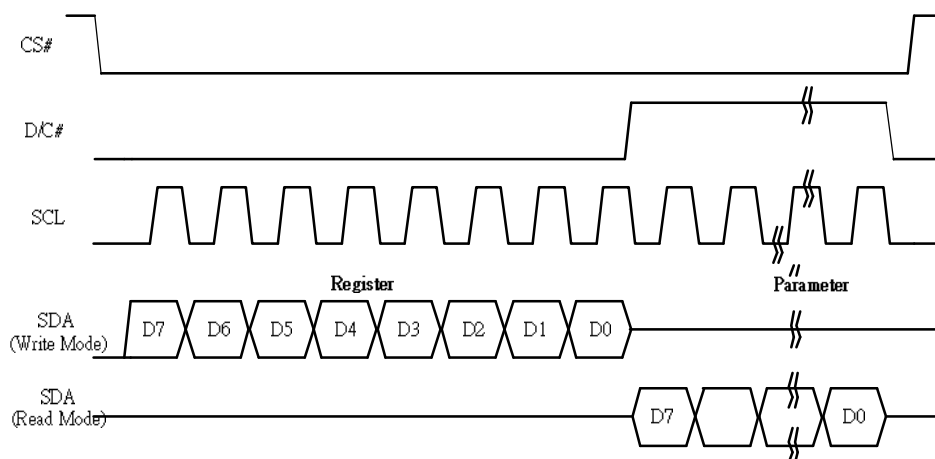 CS#
D/C#
SCL
Register Parameter
SDA
(Write Mode)
D7 D6 D5 D4 D3 D2 D1 D0
SDA
(Read Mode)
D7 D0